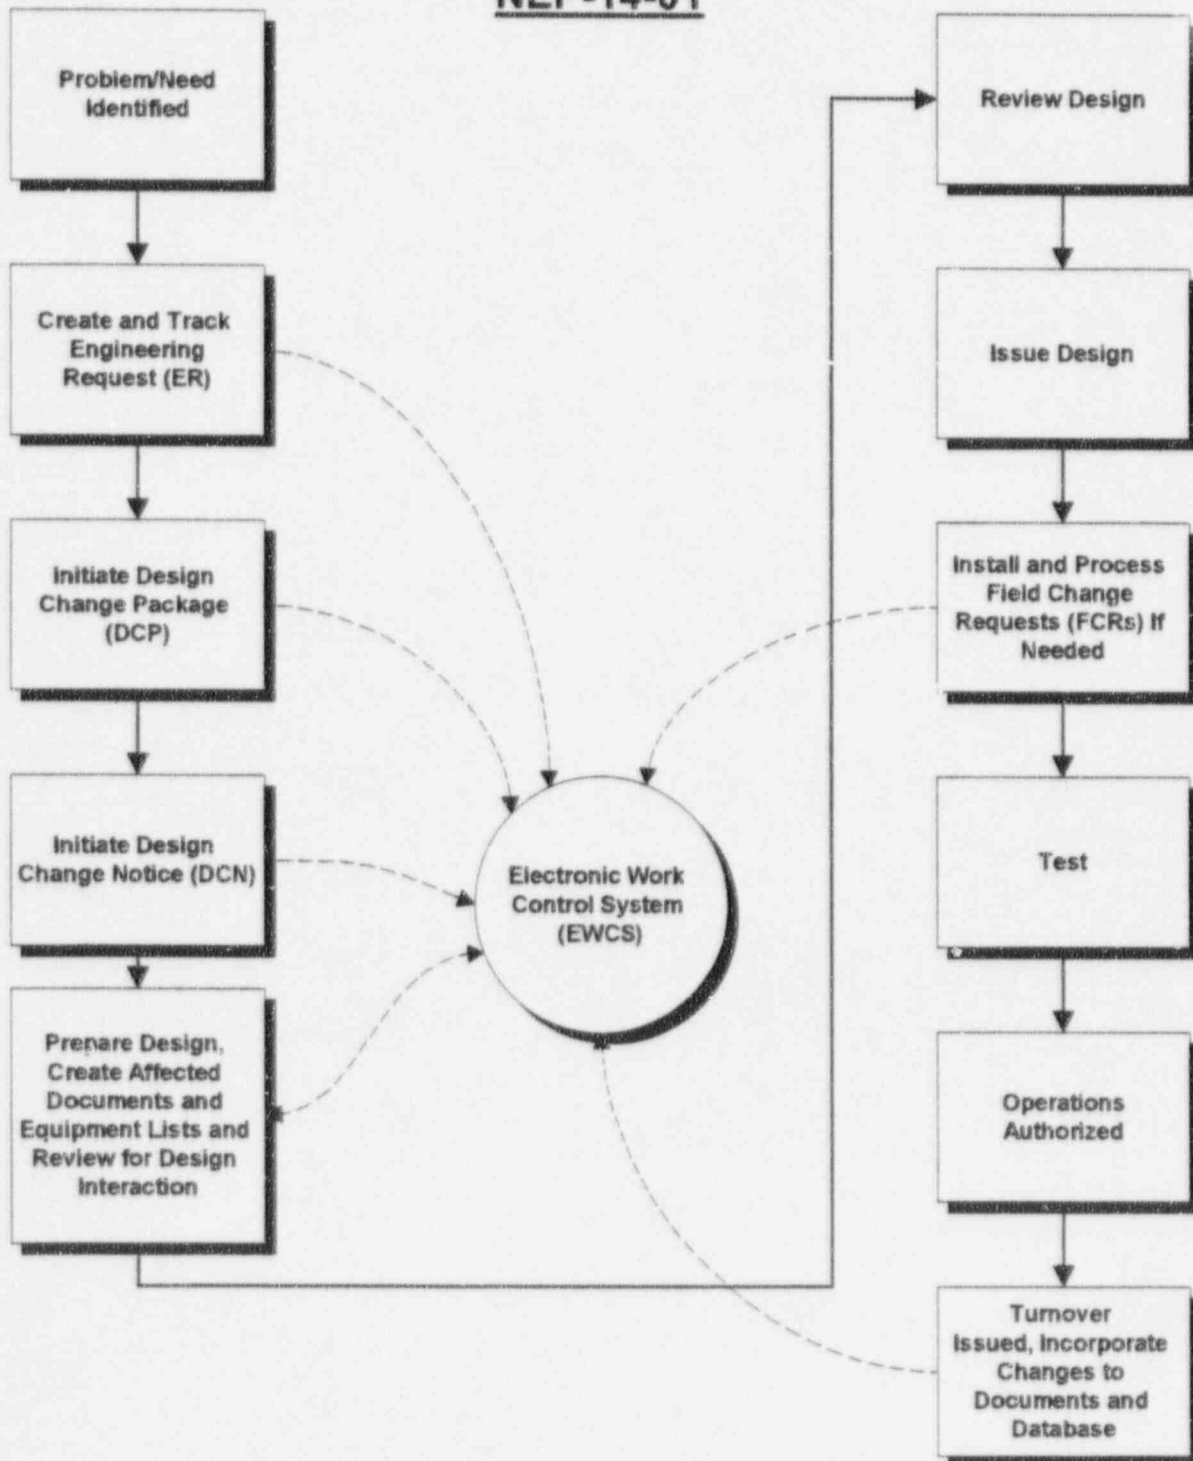 Problem/Need
Identified
Create and Track
Engineering
Request (ER)
Initiate Design
Change Package
(DCP)
Initiate Design
Change Notice (DCN)
Prepare Design,
Create Affected
Documents and
Equipment Lists and
Review for Design
Interaction
Electronic Work
Control System
(EWCS)
Review Design
Issue Design
Install and Process
Field Change
Requests (FCRs) If
Needed
Test
Operations
Authorized
Turnover
Issued, Incorporate
Changes to
Documents and
Database